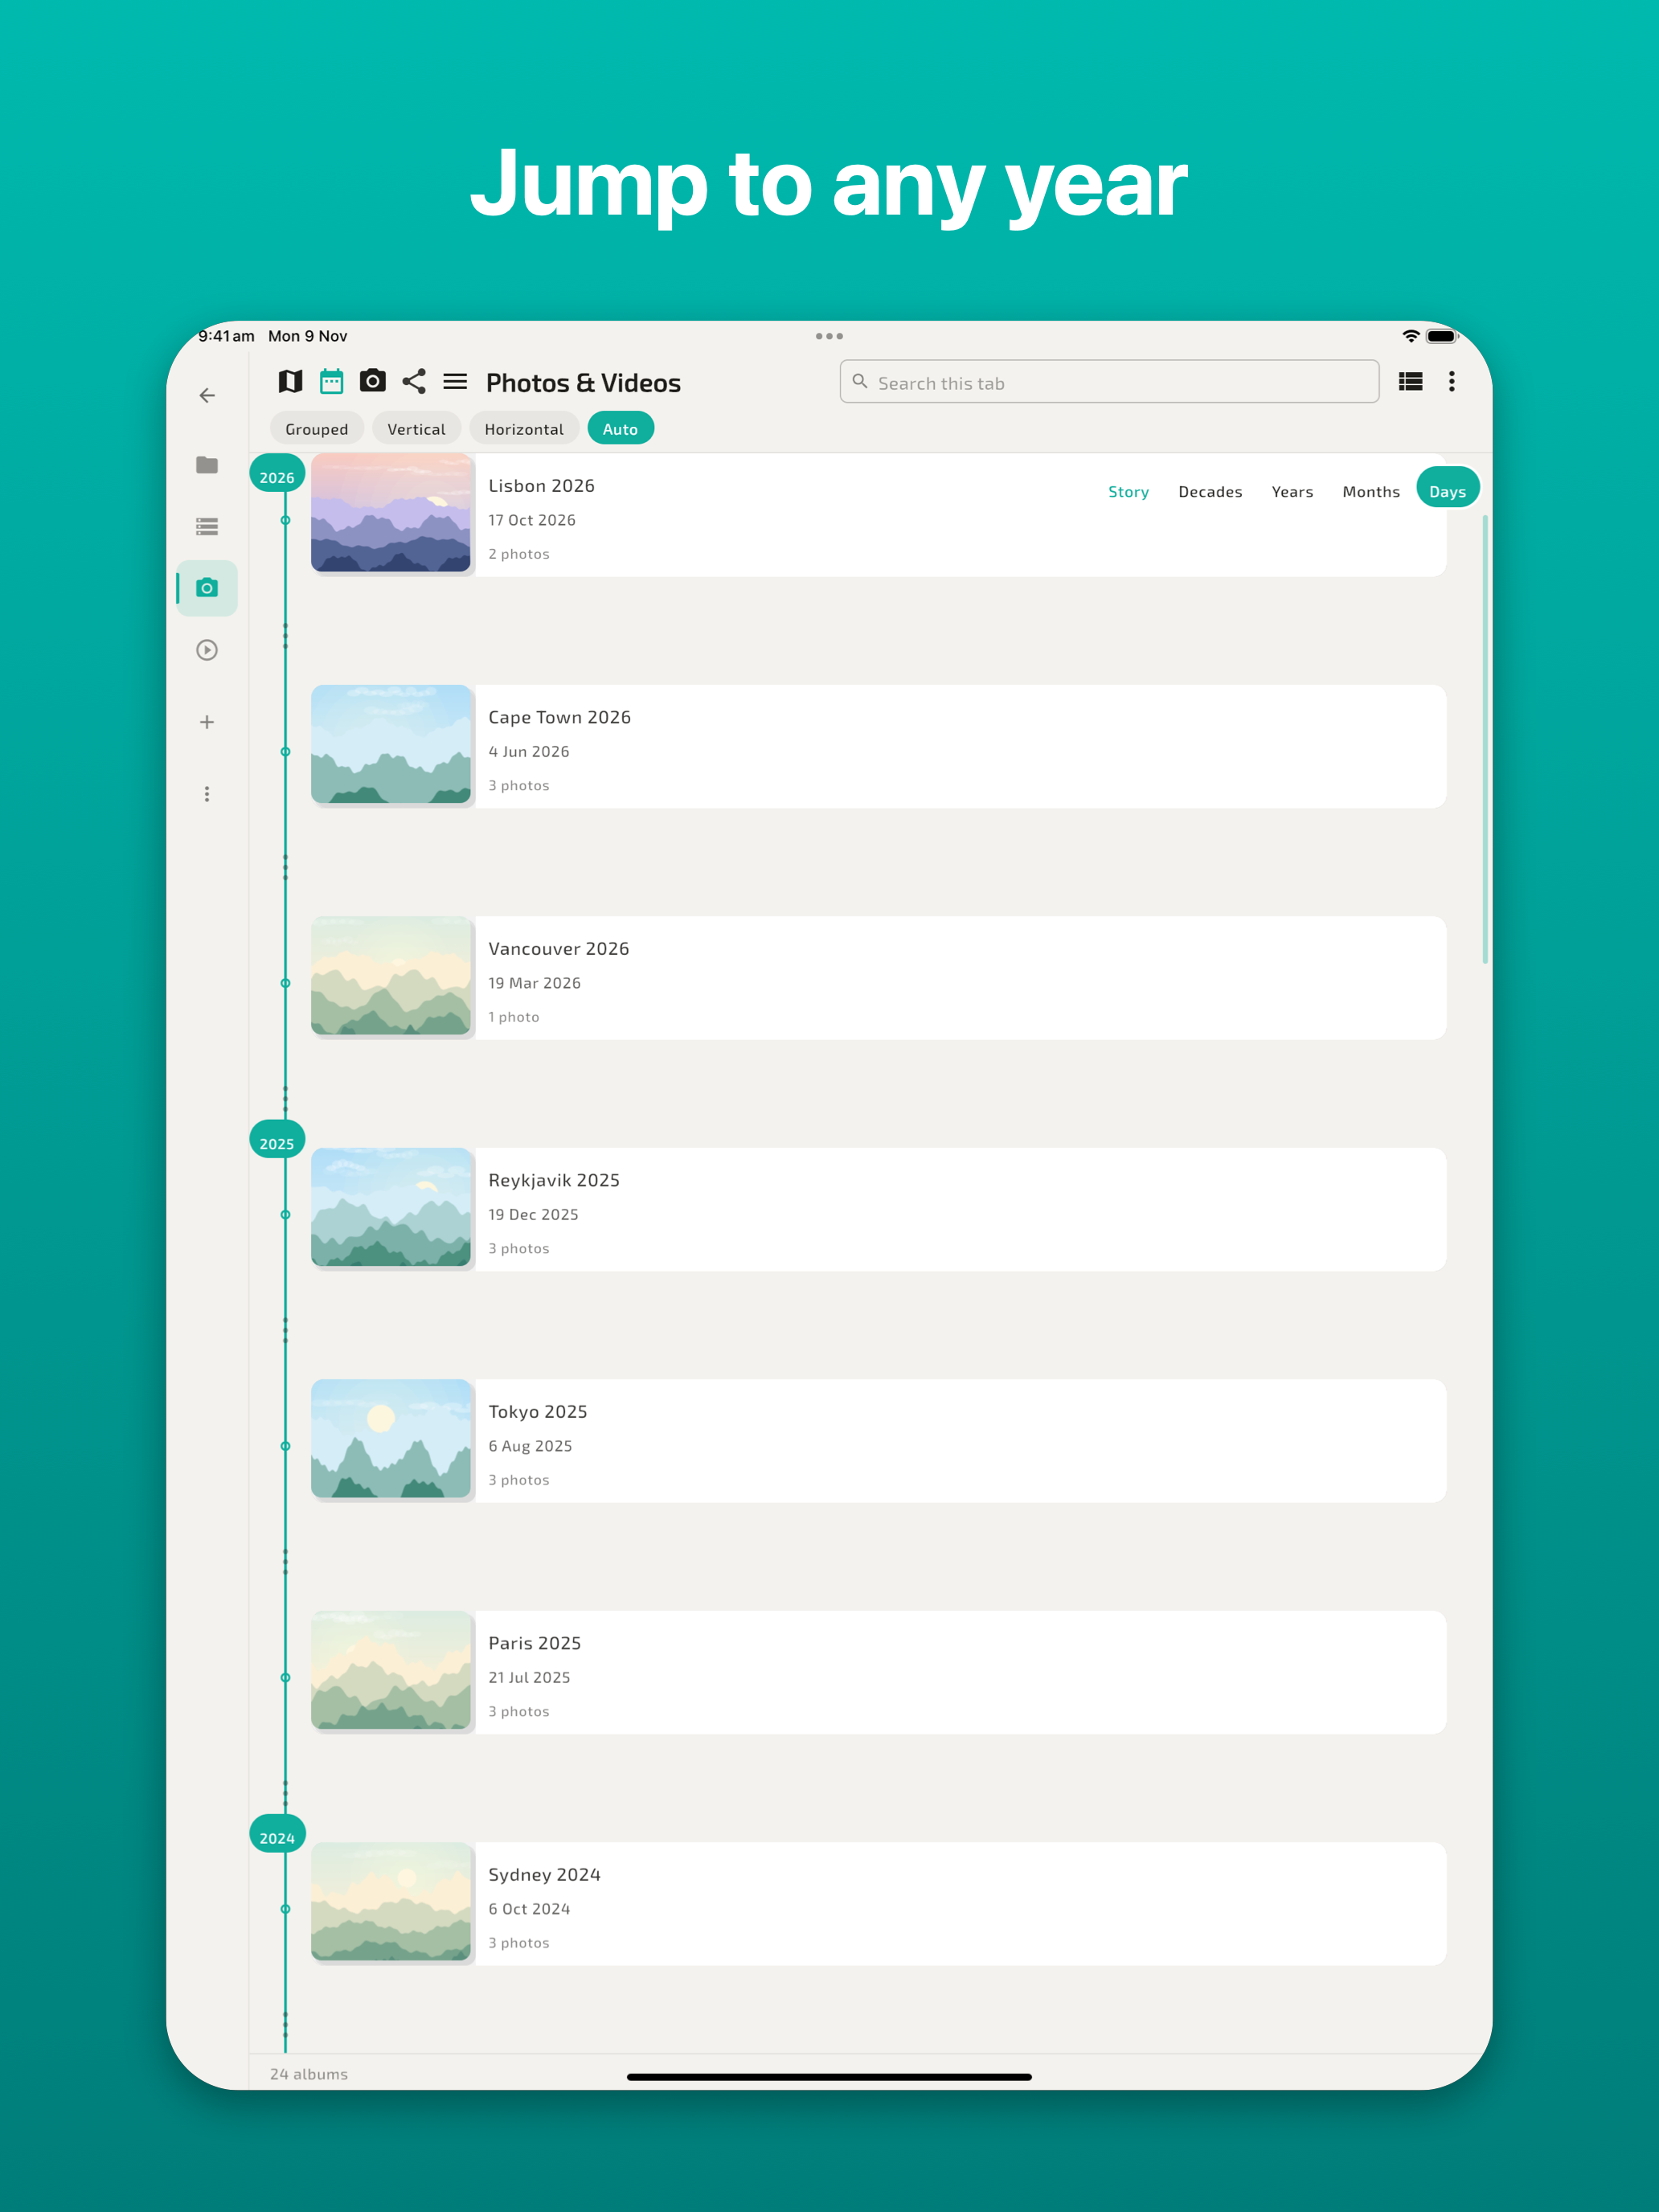 Jump to any year
9:41 am Mon 9 Nov
Photos & Videos
Search this tab
Grouped Vertical Horizontal Auto
2026
Lisbon 2026
Story Decades Years Months Days
17 Oct 2026
2 photos
Cape Town 2026
4 Jun 2026
3 photos
Vancouver 2026
19 Mar 2026
1 photo
2025
Reykjavik 2025
19 Dec 2025
3 photos
Tokyo 2025
6 Aug 2025
3 photos
Paris 2025
21 Jul 2025
3 photos
2024
Sydney 2024
6 Oct 2024
3 photos
24 albums